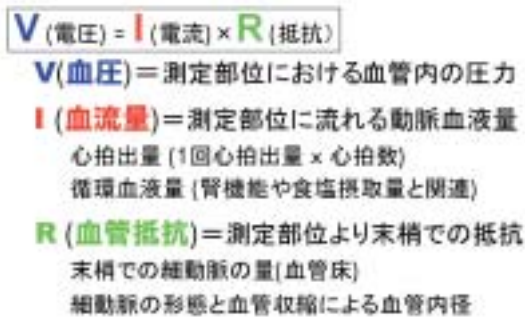 V (電圧) = I (電流) × R (抵抗)
V(血圧)＝測定部位における血管内の圧力
I (血流量)＝測定部位に流れる動脈血液量
心拍出量 (1回心拍出量 × 心拍数)
循環血液量 (腎機能や食塩摂取量と関連)
R (血管抵抗)＝測定部位より末梢での抵抗
末梢での細動脈の量(血管床)
細動脈の形態と血管収縮による血管内径